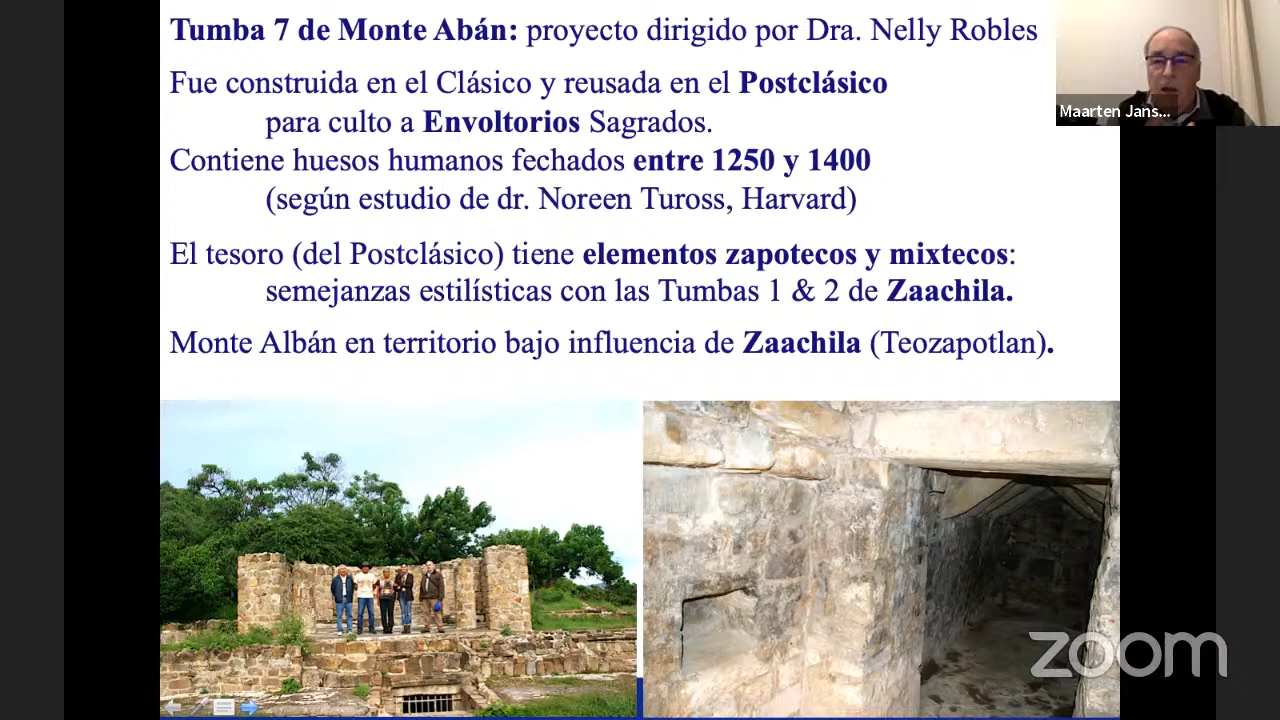 Tumba 7 de Monte Abán: proyecto dirigido por Dra. Nelly Robles
Fue construida en el Clásico y reusada en el Postclásico
para culto a Envoltorios Sagrados.
Contiene huesos humanos fechados entre 1250 y 1400
(según estudio de dr. Noreen Tuross, Harvard)
El tesoro (del Postclásico) tiene elementos zapotecos y mixtecos:
semejanzas estilísticas con las Tumbas 1 & 2 de Zaachila.
Monte Albán en territorio bajo influencia de Zaachila (Teozapotlan).
Maarten Jans...
zoom